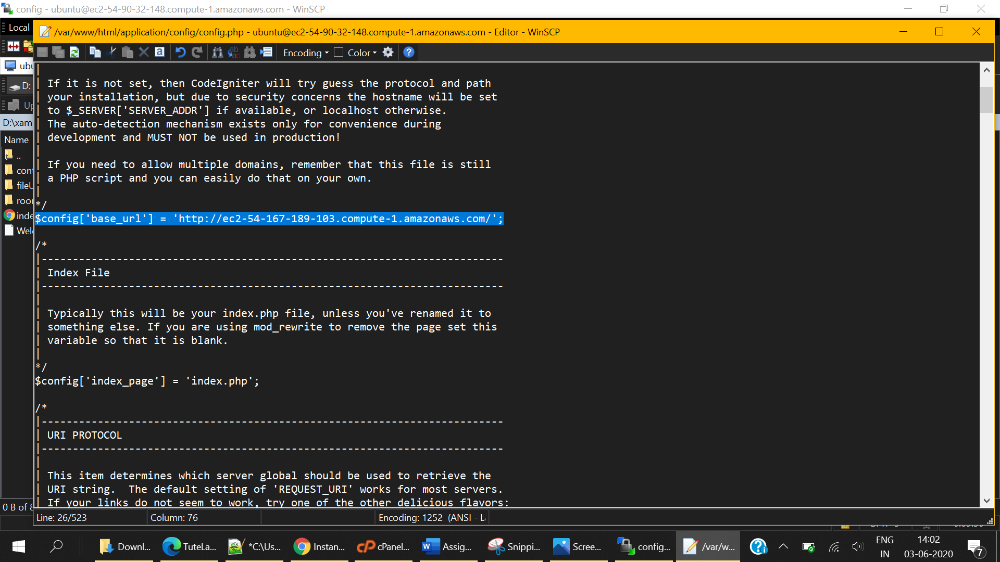 config - ubuntu@ec2-54-90-32-148.compute-1.amazonaws.com - WinSCP
Local
/var/www/html/application/config/config.php - ubuntu@ec2-54-90-32-148.compute-1.amazonaws.com - Editor - WinSCP
Encoding Color
ubu
D:
Up
D:\xam
Name
..
con
fileU
roo
inde
Welc
|
| If it is not set, then CodeIgniter will try guess the protocol and path
| your installation, but due to security concerns the hostname will be set
| to $_SERVER['SERVER_ADDR'] if available, or localhost otherwise.
| The auto-detection mechanism exists only for convenience during
| development and MUST NOT be used in production!
|
| If you need to allow multiple domains, remember that this file is still
| a PHP script and you can easily do that on your own.
|
*/
$config['base_url'] = 'http://ec2-54-167-189-103.compute-1.amazonaws.com/';
/*
|--------------------------------------------------------------------------
| Index File
|--------------------------------------------------------------------------
|
| Typically this will be your index.php file, unless you've renamed it to
| something else. If you are using mod_rewrite to remove the page set this
| variable so that it is blank.
|
*/
$config['index_page'] = 'index.php';
/*
|--------------------------------------------------------------------------
| URI PROTOCOL
|--------------------------------------------------------------------------
|
| This item determines which server global should be used to retrieve the
| URI string.  The default setting of 'REQUEST_URI' works for most servers.
| If your links do not seem to work, try one of the other delicious flavors:
0 B of 8
Line: 26/523 Column: 76 Encoding: 1252 (ANSI - La
Downl... TuteLa... *C:\Us... Instan... cPanel... Assig... Snippi... Scree... config... /var/w...
ENG
IN
14:02
03-06-2020
7